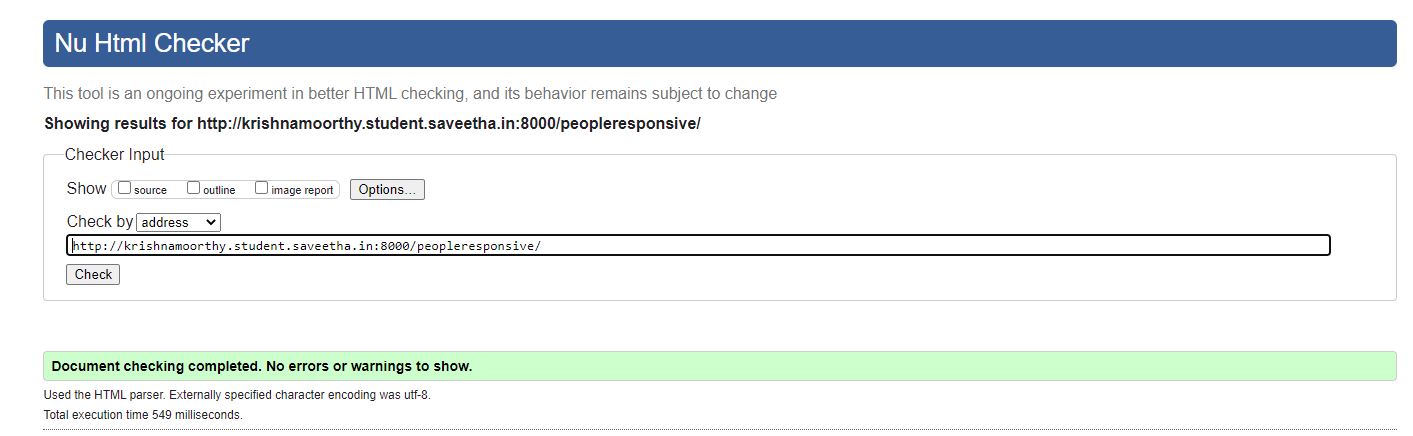 Nu Html Checker
This tool is an ongoing experiment in better HTML checking, and its behavior remains subject to change
Showing results for http://krishnamoorthy.student.saveetha.in:8000/peopleresponsive/
Checker Input
Show source outline image report Options...
Check by address
http://krishnamoorthy.student.saveetha.in:8000/peopleresponsive/
Check
Document checking completed. No errors or warnings to show.
Used the HTML parser. Externally specified character encoding was utf-8.
Total execution time 549 milliseconds.